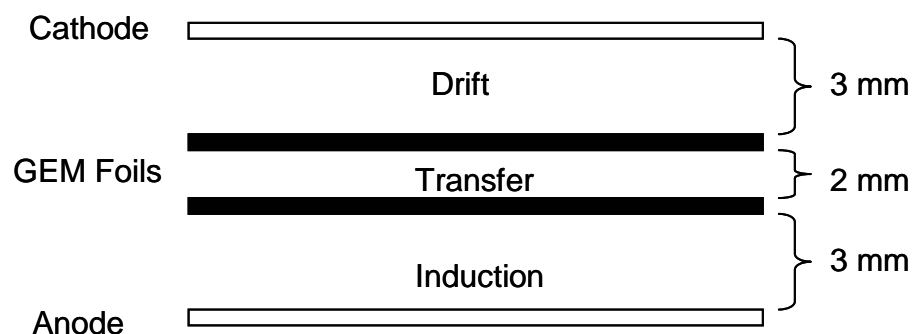 Cathode
Drift
3 mm
GEM Foils
Transfer
2 mm
Induction
3 mm
Anode